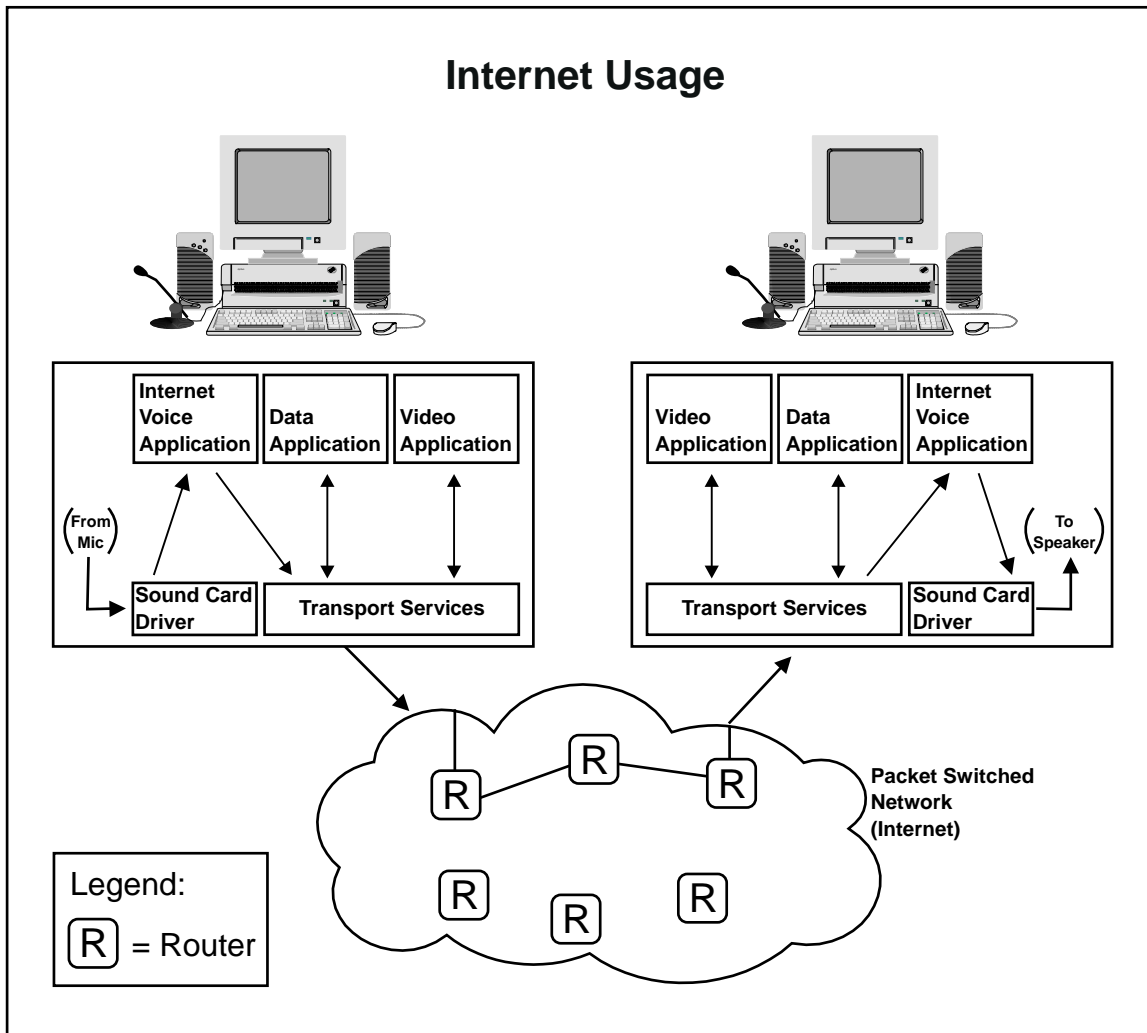 Internet Usage
Internet
Voice
Application
Data
Application
Video
Application
(From
Mic)
Sound Card
Driver
Transport Services
Video
Application
Data
Application
Internet
Voice
Application
(To
Speaker)
Transport Services
Sound Card
Driver
R
R
R
R
R
R
Packet Switched
Network
(Internet)
Legend:
R = Router